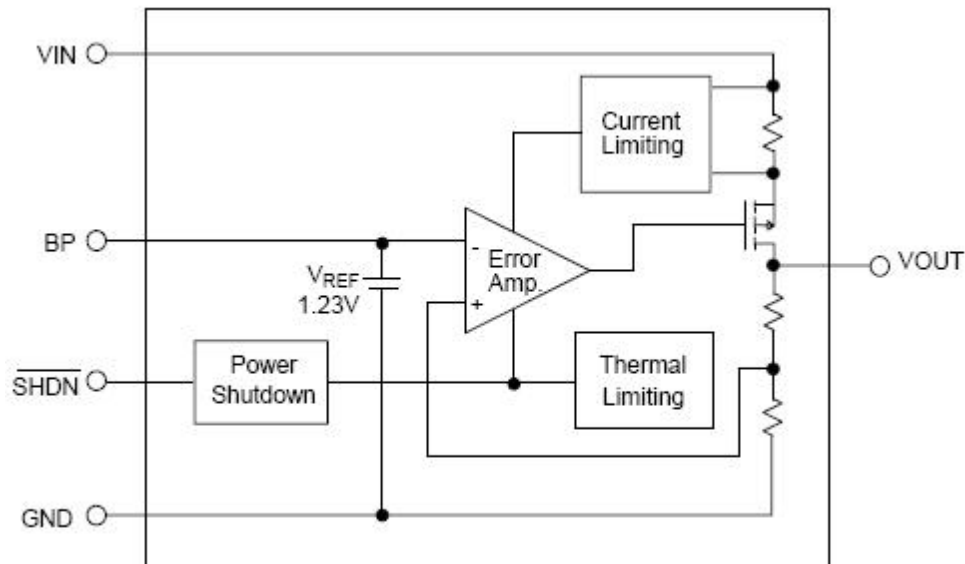 VIN
Current
Limiting
BP
-
Error
Amp.
+
VREF
1.23V
VOUT
SHDN
Power
Shutdown
Thermal
Limiting
GND